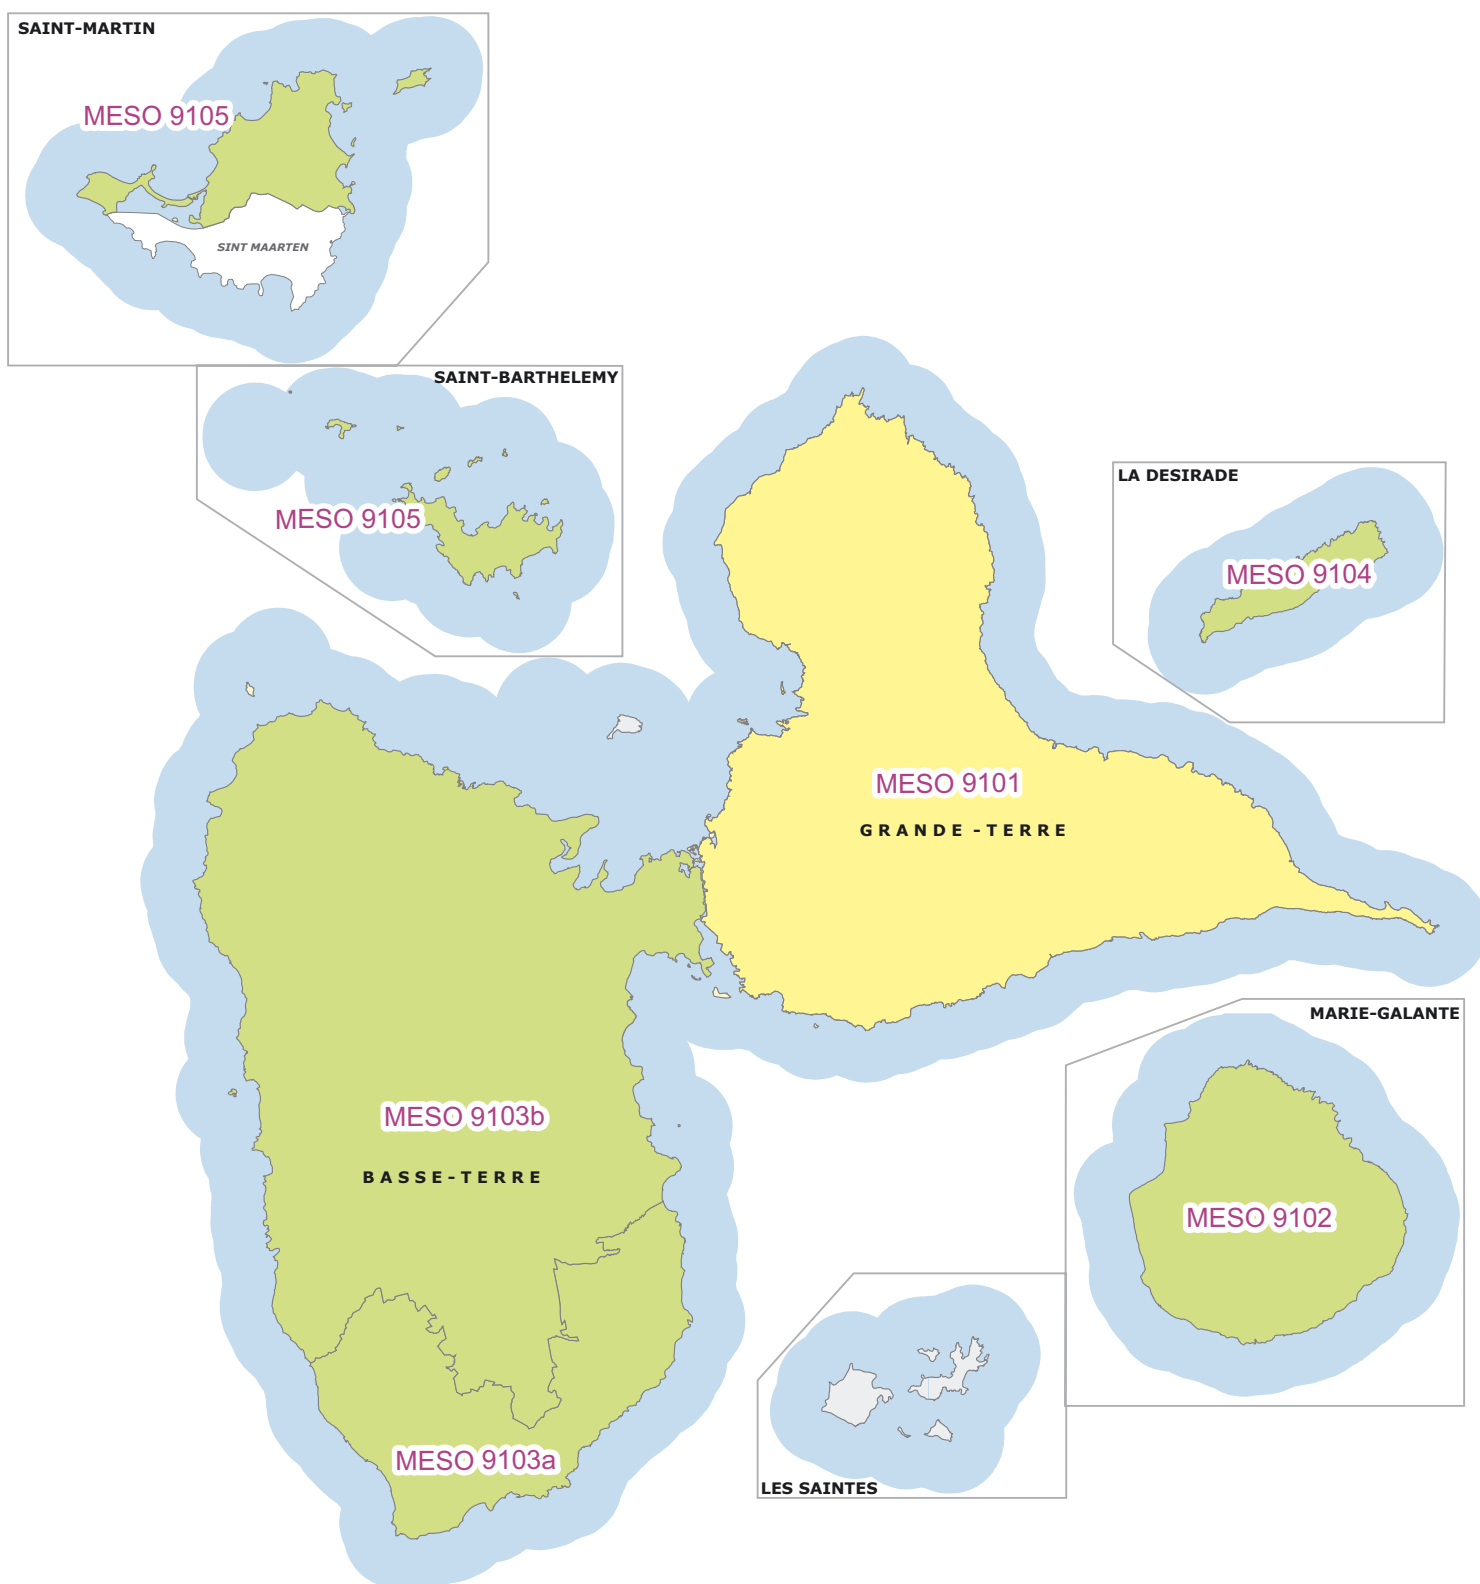 SAINT-MARTIN
MESO 9105
SINT MAARTEN
SAINT-BARTHELEMY
MESO 9105
LA DESIRADE
MESO 9104
MESO 9101
GRANDE - TERRE
MARIE-GALANTE
MESO 9103b
BASSE-TERRE
MESO 9102
MESO 9103a
LES SAINTES